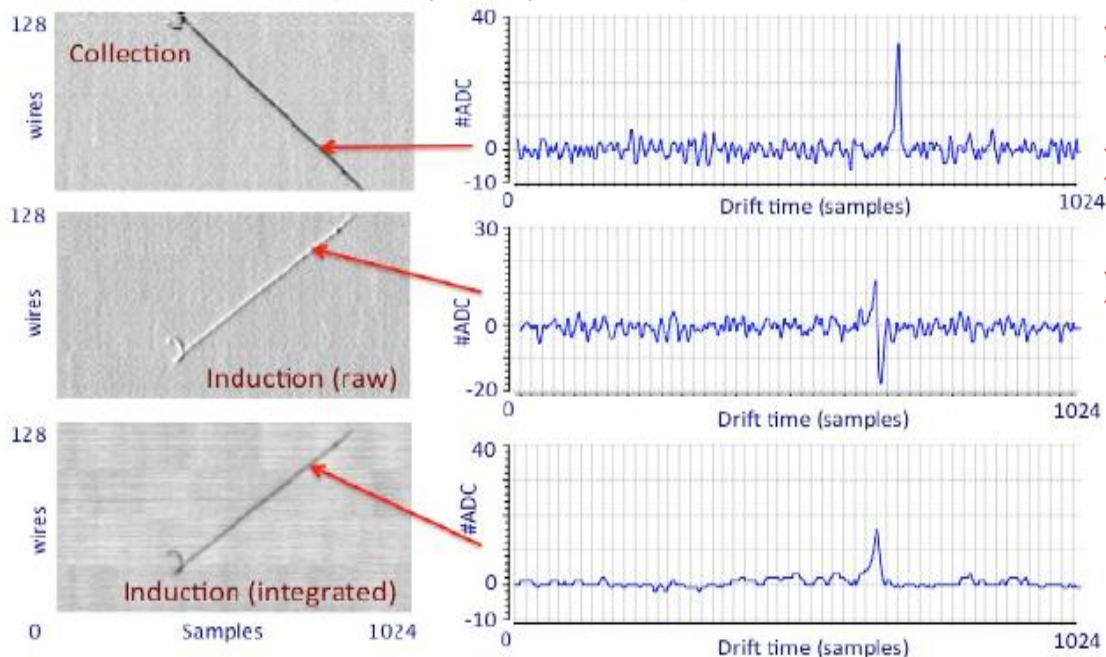 128
Collection
wires
40
#ADC
0
-10
0
Drift time (samples)
1024
128
wires
Induction (raw)
30
#ADC
0
-20
0
Drift time (samples)
1024
128
wires
Induction (integrated)
0
Samples
1024
40
#ADC
0
-10
0
Drift time (samples)
1024